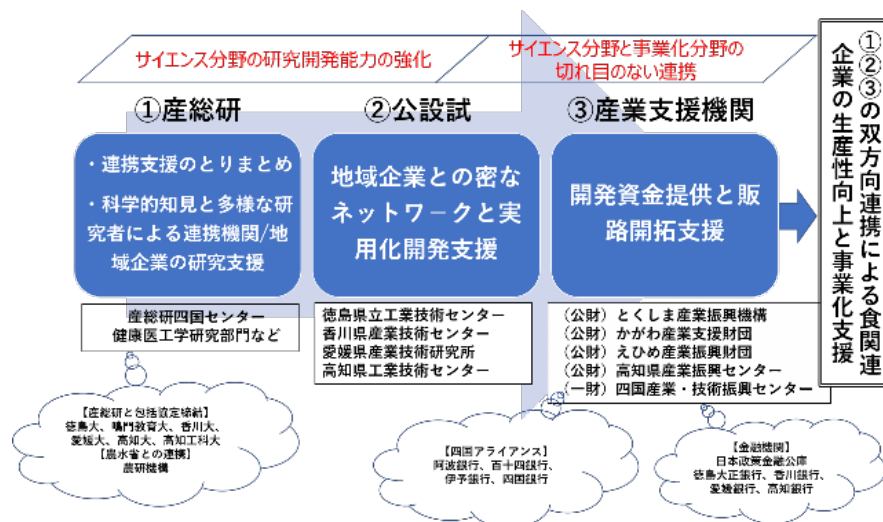 サイエンス分野の研究開発能力の強化
サイエンス分野と事業化分野の
切れ目のない連携
①産総研
②公設試
③産業支援機関
・連携支援のとりまとめ
・科学的知見と多様な研
究者による連携機関/地
域企業の研究支援
地域企業との密な
ネットワークと実
用化開発支援
開発資金提供と販
路開拓支援
①②③の双方向連携による食関連
企業の生産性向上と事業化支援
産総研四国センター
健康医工学研究部門など
徳島県立工業技術センター
香川県産業技術センター
愛媛県産業技術研究所
高知県工業技術センター
（公財）とくしま産業振興機構
（公財）かがわ産業支援財団
（公財）えひめ産業振興財団
（公財）高知県産業振興センター
（一財）四国産業・技術振興センター
【産総研と包括協定締結】
徳島大、鳴門教育大、香川大、
愛媛大、高知大、高知工科大
【農水省との連携】
農研機構
【四国アライアンス】
阿波銀行、百十四銀行、
伊予銀行、四国銀行
【金融機関】
日本政策金融公庫
徳島大正銀行、香川銀行、
愛媛銀行、高知銀行